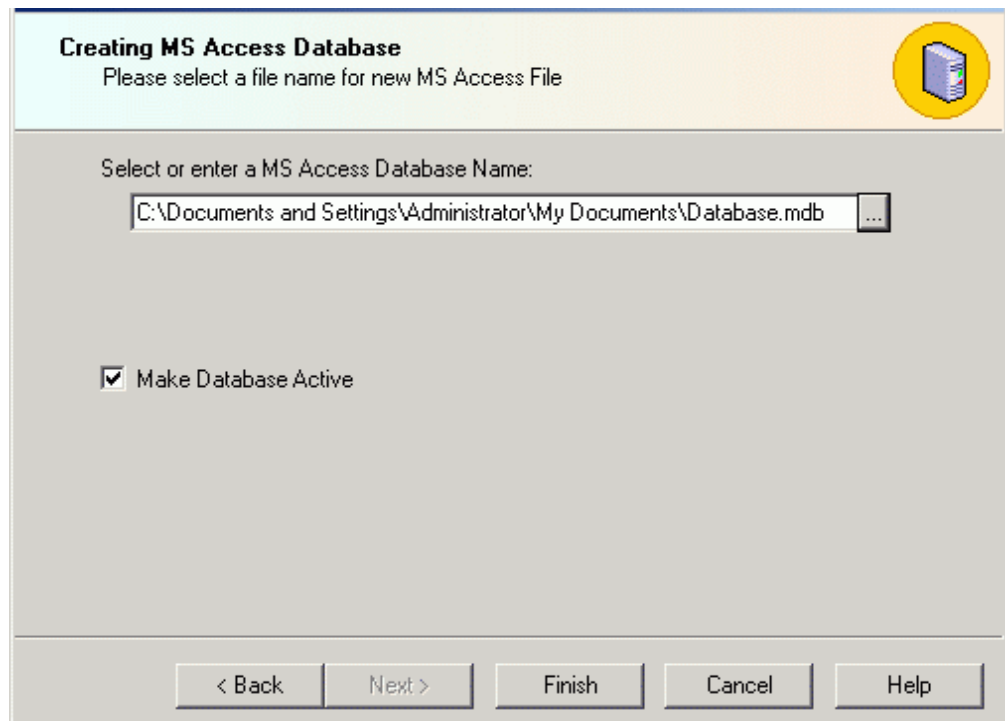 Creating MS Access Database
Please select a file name for new MS Access File
Select or enter a MS Access Database Name:
C:\Documents and Settings\Administrator\My Documents\Database.mdb
...
Make Database Active
< Back
Next >
Finish
Cancel
Help